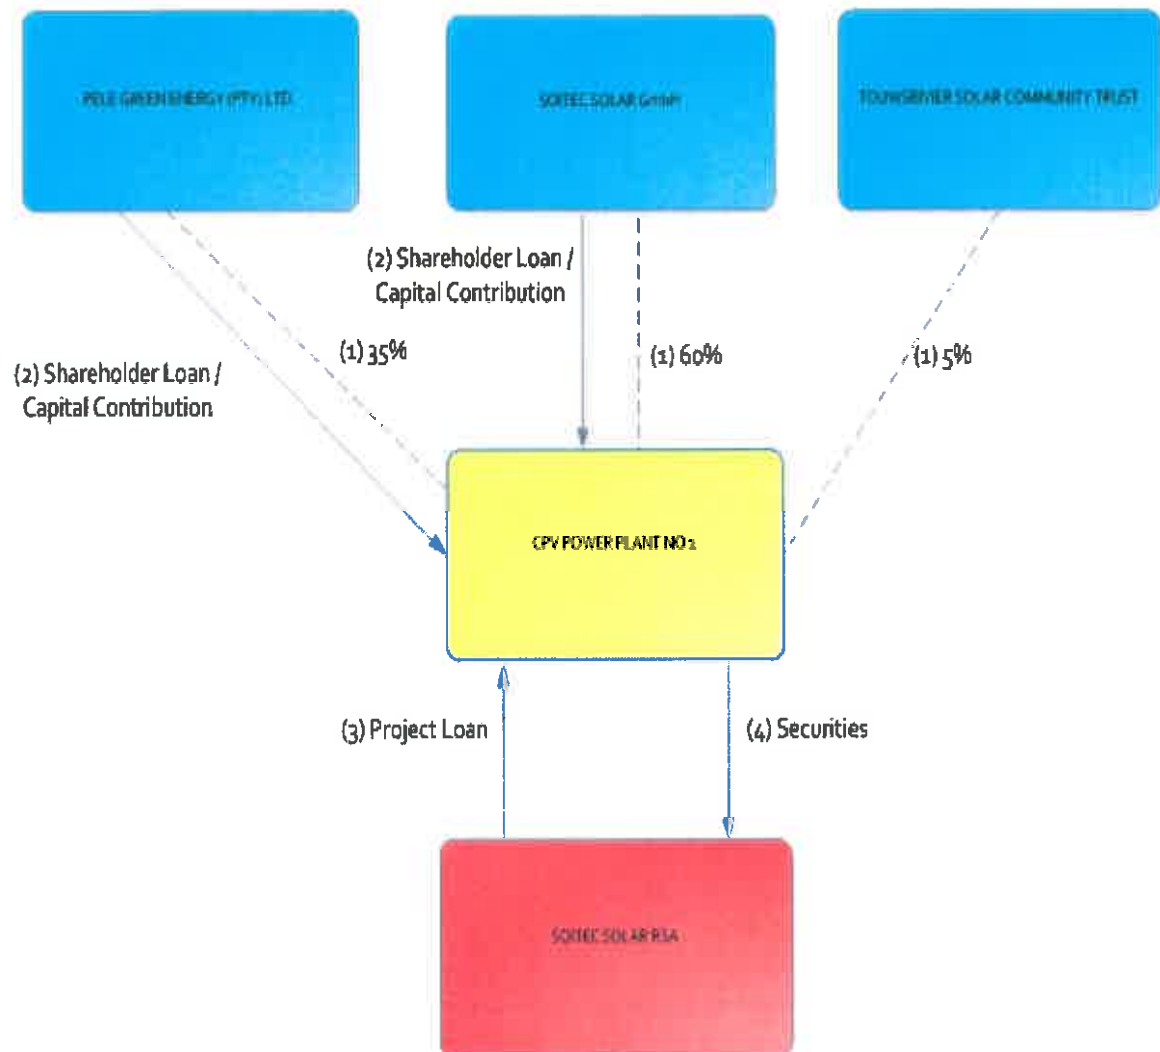 PELE GREEN ENERGY (PTY) LTD
SOITEC SOLAR GmbH
TOUWSRIVIER SOLAR COMMUNITY TRUST
(2) Shareholder Loan /
Capital Contribution
(1) 35%
(1) 60%
(1) 5%
(2) Shareholder Loan /
Capital Contribution
CPV POWER PLANT NO 1
(3) Project Loan
(4) Securities
SOITEC SOLAR RSA